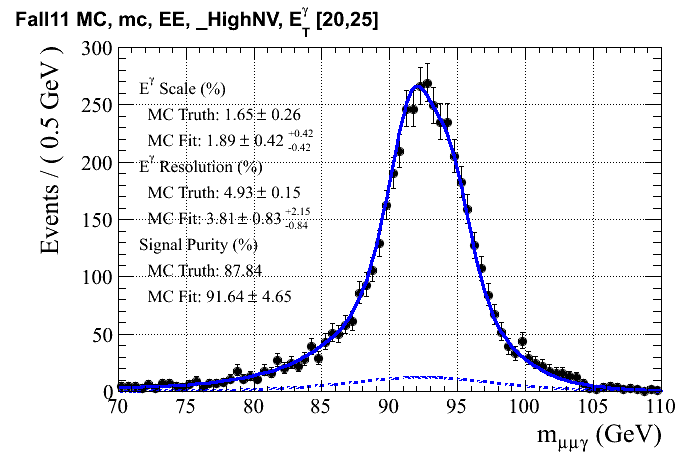 Fall11 MC, mc, EE, _HighNV, E_T^γ [20,25]
Events / ( 0.5 GeV )
300
250
200
150
100
50
0
E^γ Scale (%)
MC Truth: 1.65 ± 0.26
MC Fit: 1.89 ± 0.42 +0.42 -0.42
E^γ Resolution (%)
MC Truth: 4.93 ± 0.15
MC Fit: 3.81 ± 0.83 +2.15 -0.84
Signal Purity (%)
MC Truth: 87.84
MC Fit: 91.64 ± 4.65
70 75 80 85 90 95 100 105 110
m_μμγ (GeV)